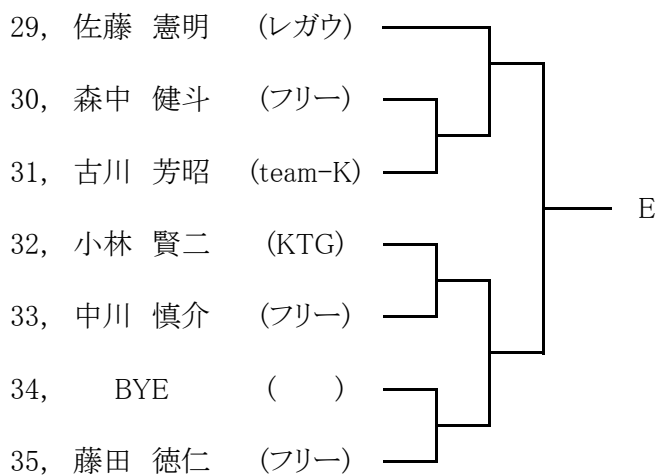 29, 佐藤 憲明 (レガウ)
30, 森中 健斗 (フリー)
31, 古川 芳昭 (team-K)
E
32, 小林 賢二 (KTG)
33, 中川 慎介 (フリー)
34, BYE ( )
35, 藤田 徳仁 (フリー)